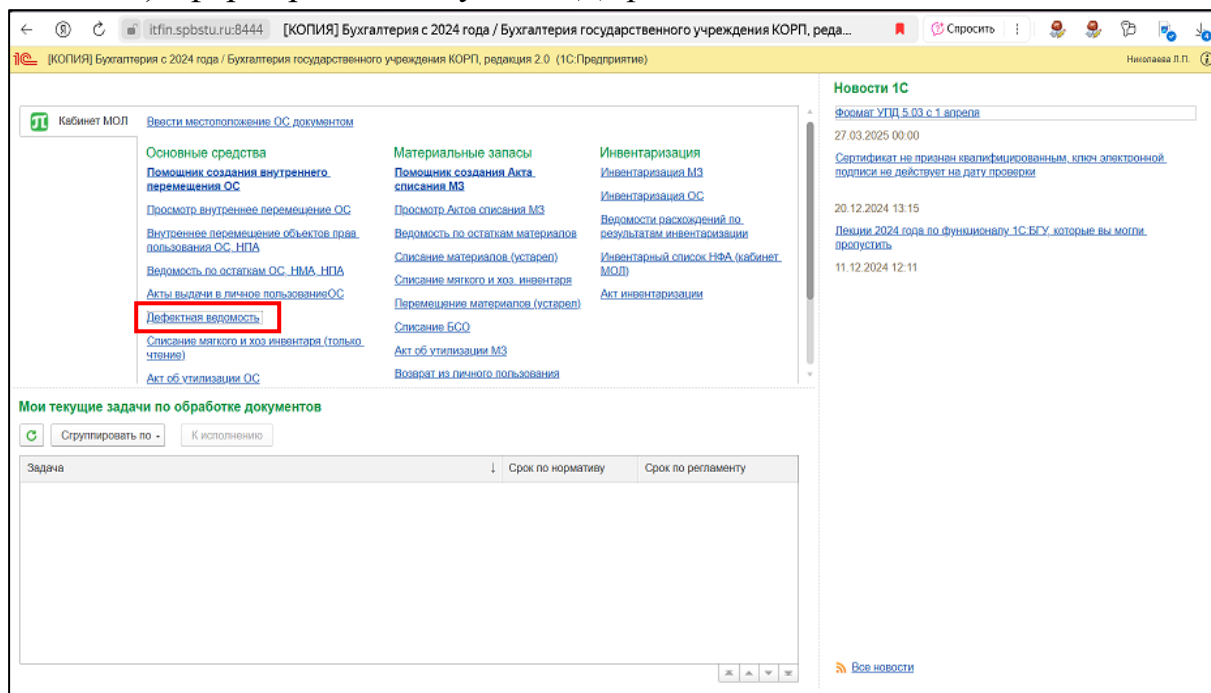 itfin.spbstu.ru:8444 [КОПИЯ] Бухгалтерия с 2024 года / Бухгалтерия государственного учреждения КОРП, реда... Спросить
[КОПИЯ] Бухгалтерия с 2024 года / Бухгалтерия государственного учреждения КОРП, редакция 2.0 (1С:Предприятие) Николаева Л.П.
Кабинет МОЛ
Ввести местоположение ОС документом
Основные средства
Помощник создания внутреннего
перемещения ОС
Просмотр внутреннее перемещение ОС
Внутреннее перемещение объектов прав
пользования ОС, НПА
Ведомость по остаткам ОС, НМА, НПА
Акты выдачи в личное пользованиеОС
Дефектная ведомость
Списание мягкого и хоз инвентаря (только
чтение)
Акт об утилизации ОС
Материальные запасы
Помощник создания Акта
списания МЗ
Просмотр Актов списания МЗ
Ведомость по остаткам материалов
Списание материалов (устарел)
Списание мягкого и хоз. инвентаря
Перемещение материалов (устарел)
Списание БСО
Акт об утилизации МЗ
Возврат из личного пользования
Инвентаризация
Инвентаризация МЗ
Инвентаризация ОС
Ведомости расхождений по
результатам инвентаризации
Инвентарный список НФА (кабинет
МОЛ)
Акт инвентаризации
Новости 1С
Формат УПД 5.03 с 1 апреля
27.03.2025 00:00
Сертификат не признан квалифицированным, ключ электронной
подписи не действует на дату проверки
20.12.2024 13:15
Лекции 2024 года по функционалу 1С:БГУ, которые вы могли
пропустить
11.12.2024 12:11
Мои текущие задачи по обработке документов
Сгруппировать по К исполнению
Задача ↓ Срок по нормативу Срок по регламенту
Все новости